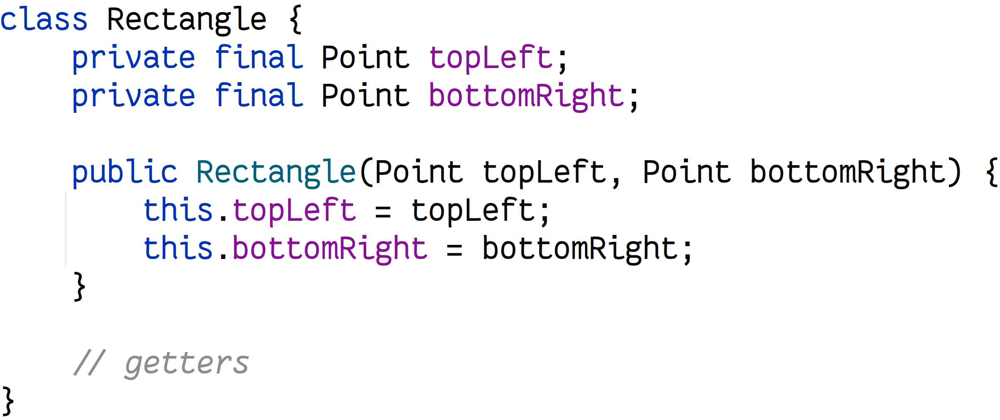 class Rectangle {
    private final Point topLeft;
    private final Point bottomRight;

    public Rectangle(Point topLeft, Point bottomRight) {
        this.topLeft = topLeft;
        this.bottomRight = bottomRight;
    }

    // getters
}